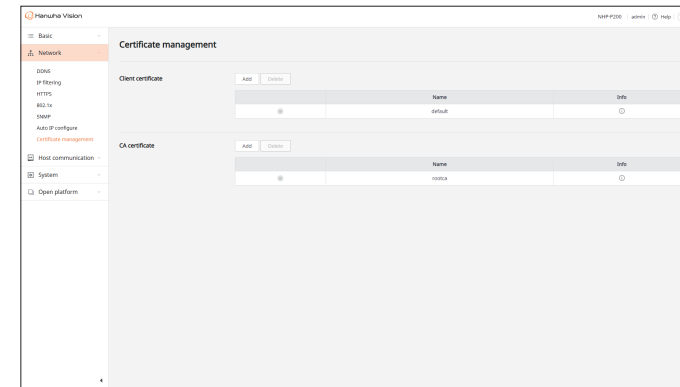 Hanwha Vision
NHP-P200 admin Help
Basic
Network
DDNS
IP filtering
HTTPS
802.1x
SNMP
Auto IP configure
Certificate management
Host communication
System
Open platform
Certificate management
Client certificate
Add Delete
Name Info
default
CA certificate
Add Delete
Name Info
rootca